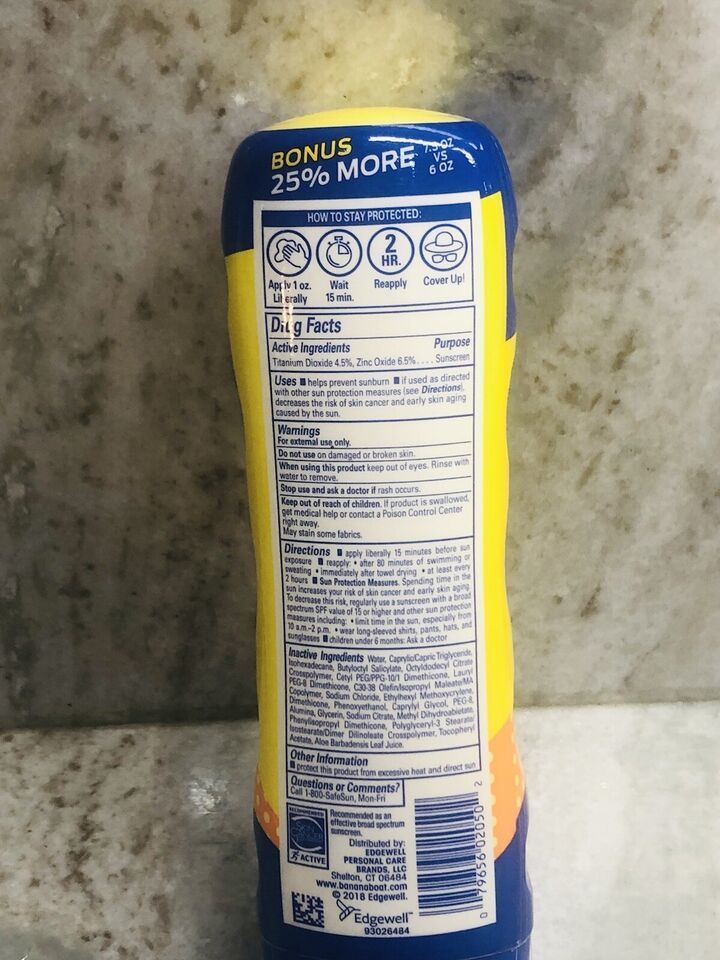 BONUS
25% MORE
7.5 OZ
VS
6 OZ
HOW TO STAY PROTECTED:
2
HR.
Apply 1 oz.
Liberally
Wait
15 min.
Reapply
Cover Up!
Drug Facts
Active Ingredients Purpose
Titanium Dioxide 4.5%, Zinc Oxide 6.5%.... Sunscreen
Uses ■ helps prevent sunburn ■ if used as directed
with other sun protection measures (see Directions),
decreases the risk of skin cancer and early skin aging
caused by the sun.
Warnings
For external use only.
Do not use on damaged or broken skin.
When using this product keep out of eyes. Rinse with
water to remove.
Stop use and ask a doctor if rash occurs.
Keep out of reach of children. If product is swallowed,
get medical help or contact a Poison Control Center
right away.
May stain some fabrics.
Directions ■ apply liberally 15 minutes before sun
exposure ■ reapply: • after 80 minutes of swimming or
sweating • immediately after towel drying • at least every
2 hours ■ Sun Protection Measures. Spending time in the
sun increases your risk of skin cancer and early skin aging.
To decrease this risk, regularly use a sunscreen with a broad
spectrum SPF value of 15 or higher and other sun protection
measures including: • limit time in the sun, especially from
10 a.m.-2 p.m. • wear long-sleeved shirts, pants, hats, and
sunglasses ■ children under 6 months: Ask a doctor
Inactive Ingredients Water, Caprylic/Capric Triglyceride,
Isohexadecane, Butyloctyl Salicylate, Octyldodecyl Citrate
Crosspolymer, Cetyl PEG/PPG-10/1 Dimethicone, Lauryl
PEG-8 Dimethicone, C30-38 Olefin/Isopropyl Maleate/MA
Copolymer, Sodium Chloride, Ethylhexyl Methoxycrylene,
Dimethicone, Phenoxyethanol, Caprylyl Glycol, PEG-8,
Alumina, Glycerin, Sodium Citrate, Methyl Dihydroabietate,
Phenylisopropyl Dimethicone, Polyglyceryl-3 Stearate/
Isostearate/Dimer Dilinoleate Crosspolymer, Tocopheryl
Acetate, Aloe Barbadensis Leaf Juice.
Other Information
■ protect this product from excessive heat and direct sun
Questions or Comments?
Call 1-800-SafeSun, Mon-Fri
RECOMMENDED
SKIN
CANCER
ACTIVE
Recommended as an
effective broad spectrum
sunscreen.
Distributed by:
EDGEWELL
PERSONAL CARE
BRANDS, LLC
Shelton, CT 06484
www.bananaboat.com
© 2018 Edgewell.
Edgewell™
93026484
0 79656 02050 2